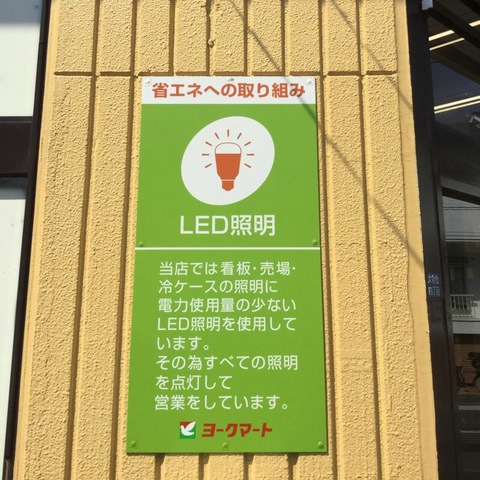 省エネへの取り組み
LED照明
当店では看板・売場・
冷ケースの照明に
電力使用量の少ない
LED照明を使用して
います。
その為すべての照明
を点灯して
営業をしています。
ヨークマート